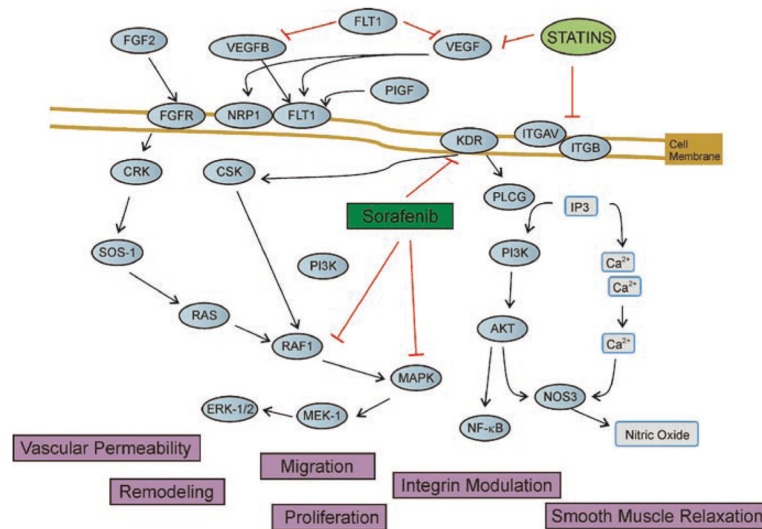 FLT1
FGF2
VEGFB
VEGF
STATINS
PIGF
FGFR
NRP1
FLT1
KDR
ITGAV
ITGB
Cell
Membrane
CRK
CSK
PLCG
IP3
Sorafenib
SOS-1
PI3K
PI3K
Ca2+
Ca2+
RAS
RAF1
AKT
Ca2+
MAPK
ERK-1/2
MEK-1
NF-κB
NOS3
Nitric Oxide
Vascular Permeability
Migration
Remodeling
Integrin Modulation
Proliferation
Smooth Muscle Relaxation